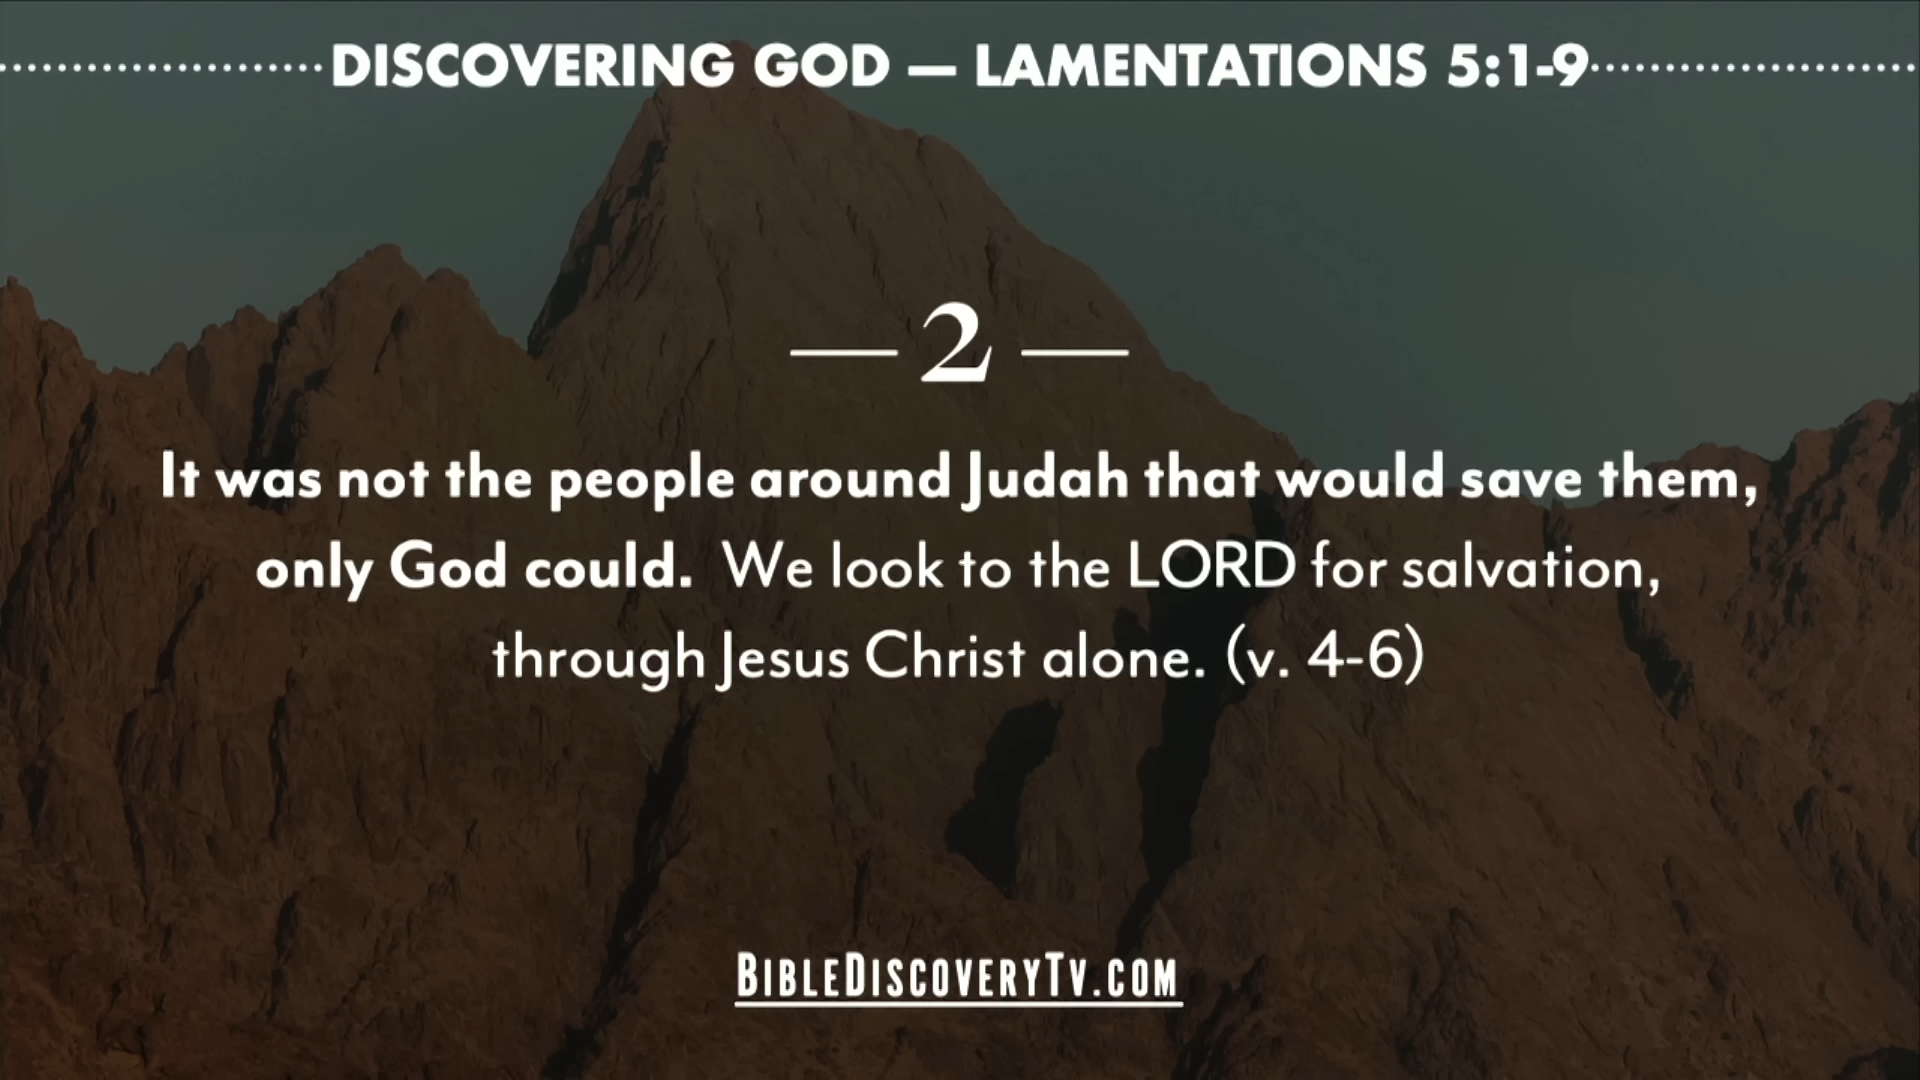 DISCOVERING GOD — LAMENTATIONS 5:1-9
— 2 —
It was not the people around Judah that would save them,
only God could.  We look to the LORD for salvation,
through Jesus Christ alone. (v. 4-6)
BIBLEDISCOVERYTV.COM